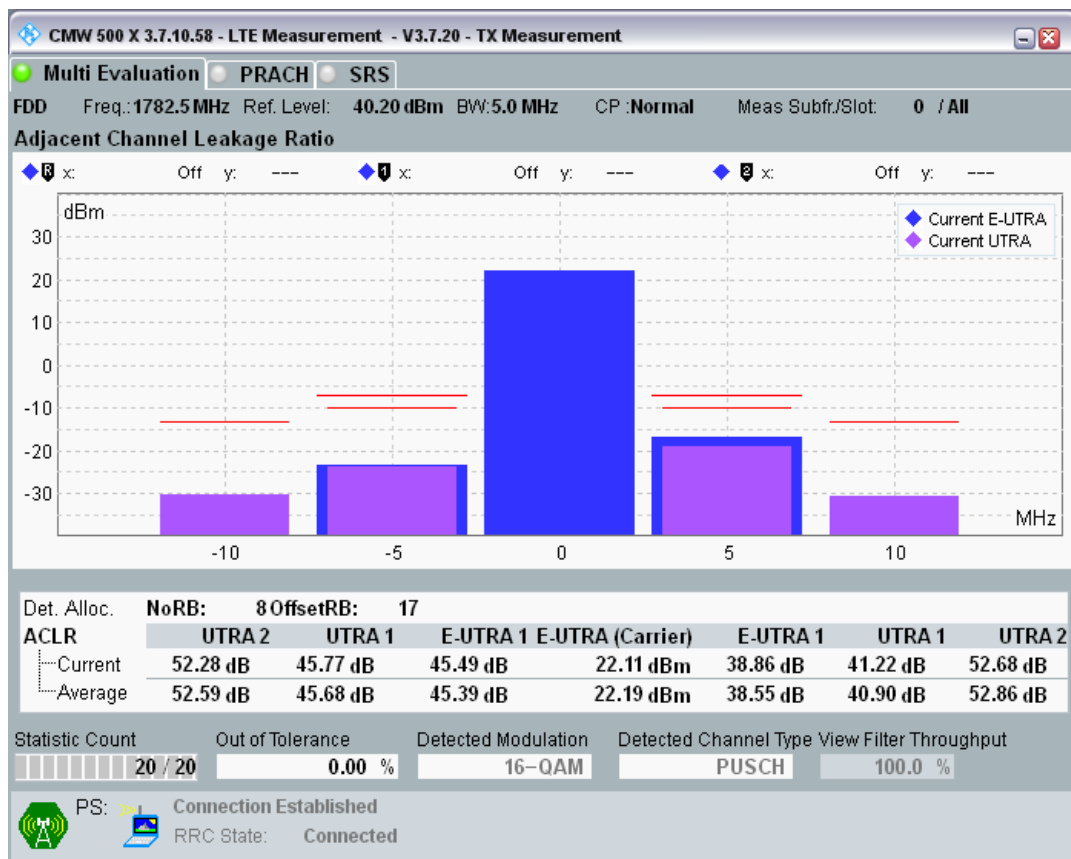 CMW 500 X 3.7.10.58 - LTE Measurement - V3.7.20 - TX Measurement
Multi Evaluation PRACH SRS
FDD Freq.:1782.5 MHz Ref. Level: 40.20 dBm BW:5.0 MHz CP :Normal Meas Subfr./Slot: 0 / All
Adjacent Channel Leakage Ratio
R x: Off y: --- 1 x: Off y: --- 2 x: Off y: ---
dBm
Current E-UTRA
Current UTRA
30
20
10
0
-10
-20
-30
MHz
-10 -5 0 5 10
Det. Alloc. NoRB: 8 OffsetRB: 17
ACLR UTRA 2 UTRA 1 E-UTRA 1 E-UTRA (Carrier) E-UTRA 1 UTRA 1 UTRA 2
Current 52.28 dB 45.77 dB 45.49 dB 22.11 dBm 38.86 dB 41.22 dB 52.68 dB
Average 52.59 dB 45.68 dB 45.39 dB 22.19 dBm 38.55 dB 40.90 dB 52.86 dB
Statistic Count Out of Tolerance Detected Modulation Detected Channel Type View Filter Throughput
20 / 20 0.00 % 16-QAM PUSCH 100.0 %
PS: Connection Established
RRC State: Connected